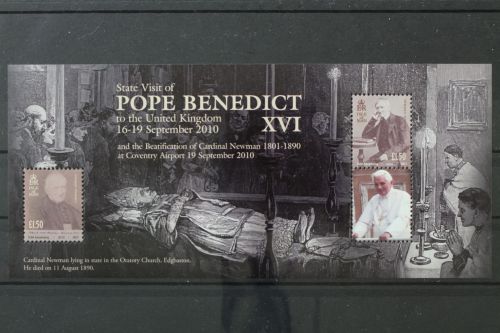 State Visit of
POPE BENEDICT
to the United Kingdom
XVI
16-19 September 2010
and the Beatification of Cardinal Newman 1801-1890
at Coventry Airport 19 September 2010
£1.50
£1.50
Cardinal Newman lying in state in the Oratory Church, Edgbaston.
He died on 11 August 1890.